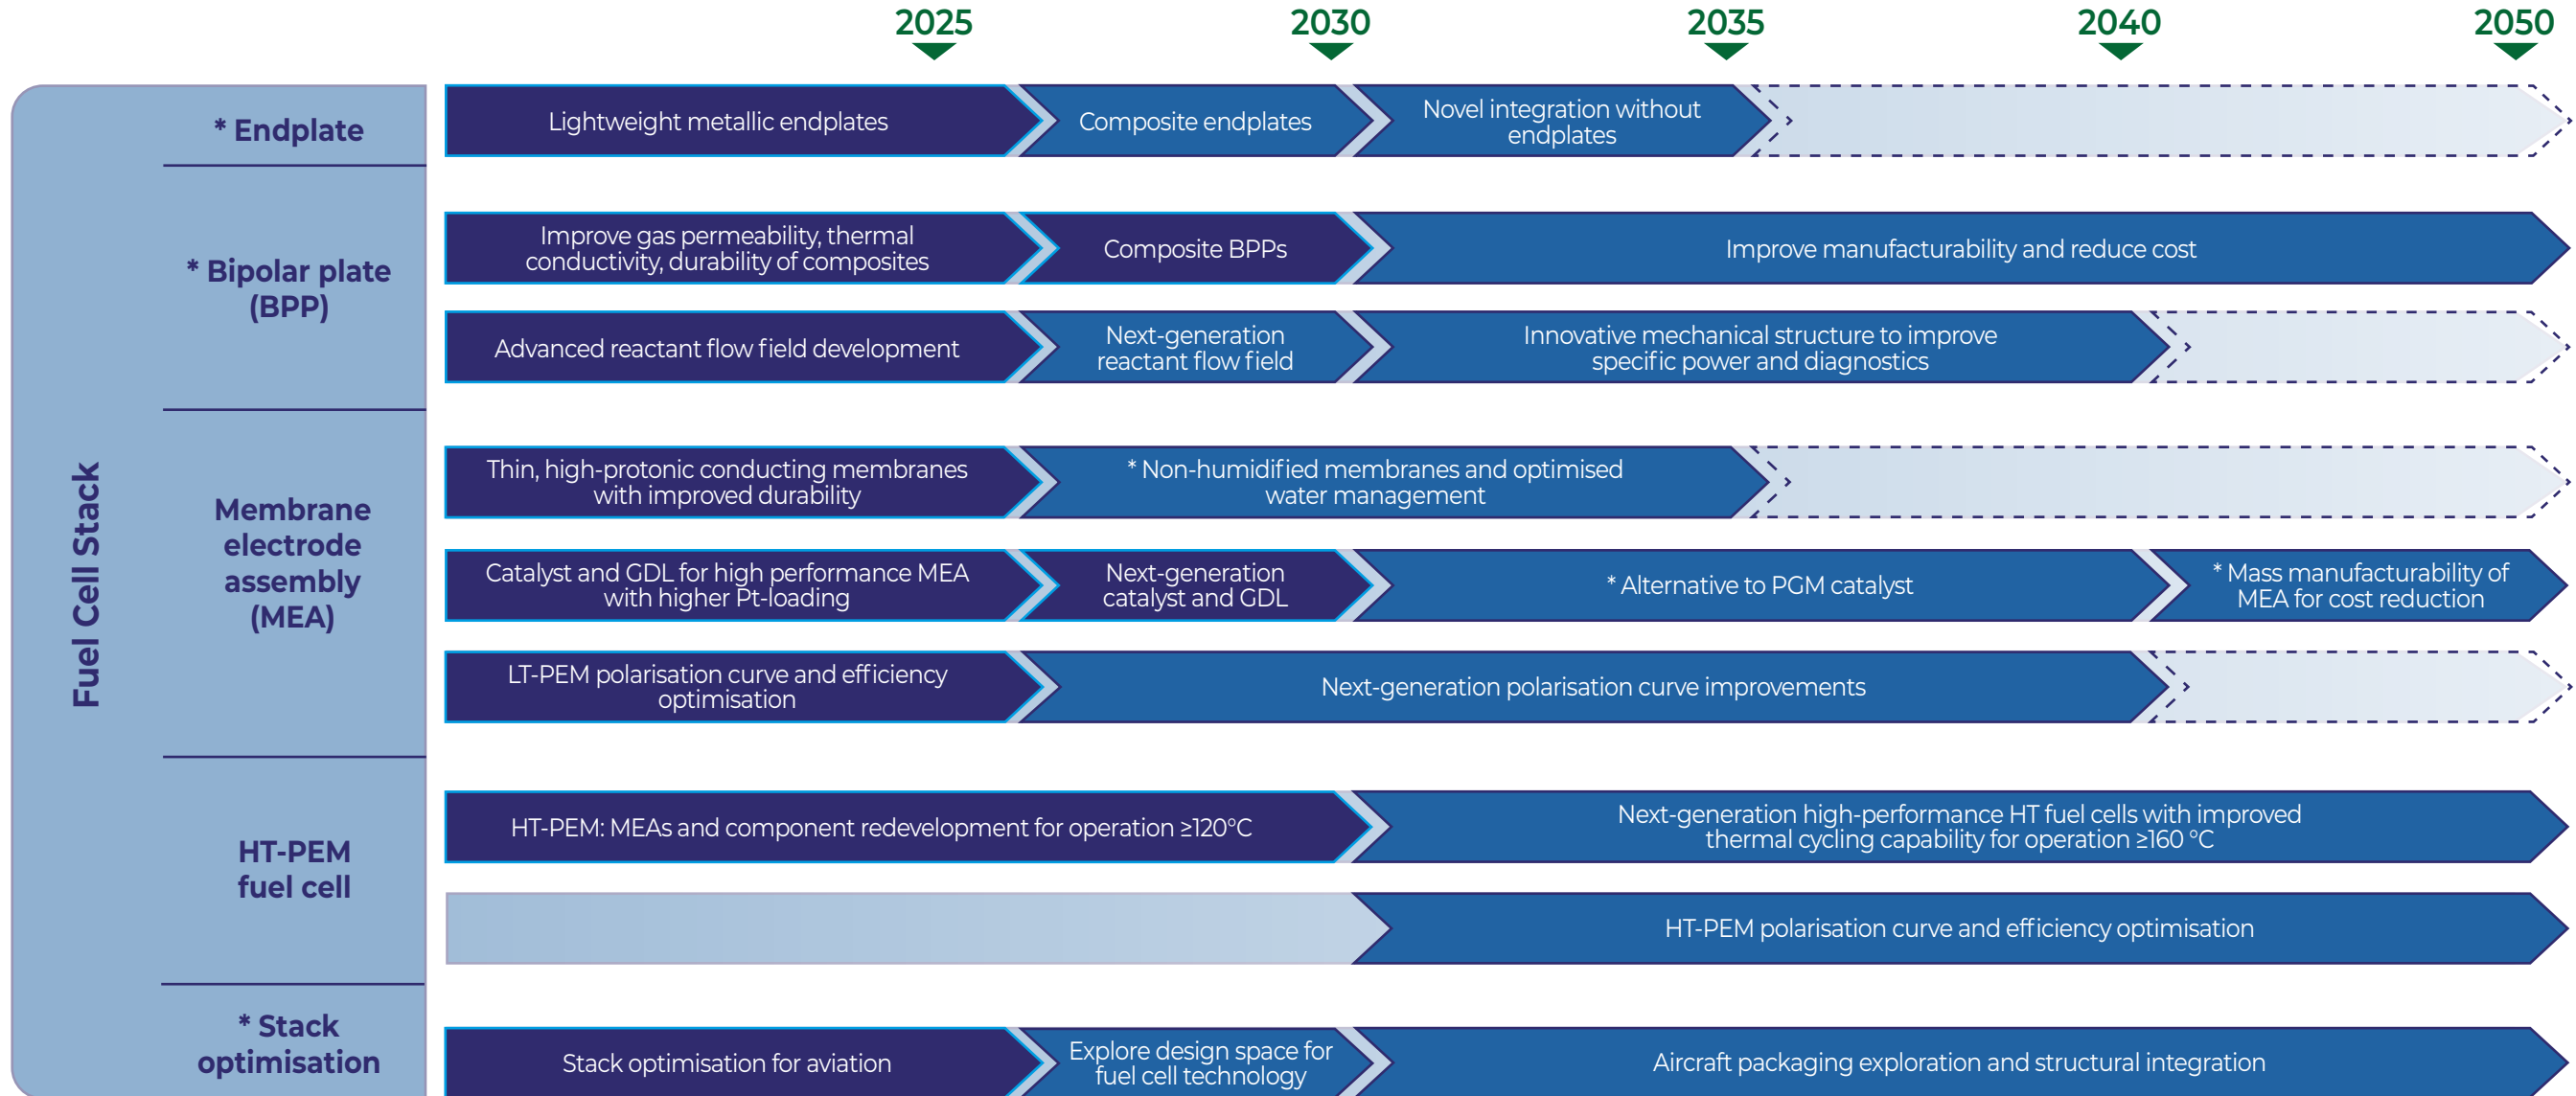 2025
2030
2035
2040
2050
Fuel Cell Stack
* Endplate
Lightweight metallic endplates
Composite endplates
Novel integration without
endplates
* Bipolar plate
(BPP)
Improve gas permeability, thermal
conductivity, durability of composites
Composite BPPs
Improve manufacturability and reduce cost
Advanced reactant flow field development
Next-generation
reactant flow field
Innovative mechanical structure to improve
specific power and diagnostics
Membrane
electrode
assembly
(MEA)
Thin, high-protonic conducting membranes
with improved durability
* Non-humidified membranes and optimised
water management
Catalyst and GDL for high performance MEA
with higher Pt-loading
Next-generation
catalyst and GDL
* Alternative to PGM catalyst
* Mass manufacturability of
MEA for cost reduction
LT-PEM polarisation curve and efficiency
optimisation
Next-generation polarisation curve improvements
HT-PEM
fuel cell
HT-PEM: MEAs and component redevelopment for operation ≥120°C
Next-generation high-performance HT fuel cells with improved
thermal cycling capability for operation ≥160 °C
HT-PEM polarisation curve and efficiency optimisation
* Stack
optimisation
Stack optimisation for aviation
Explore design space for
fuel cell technology
Aircraft packaging exploration and structural integration